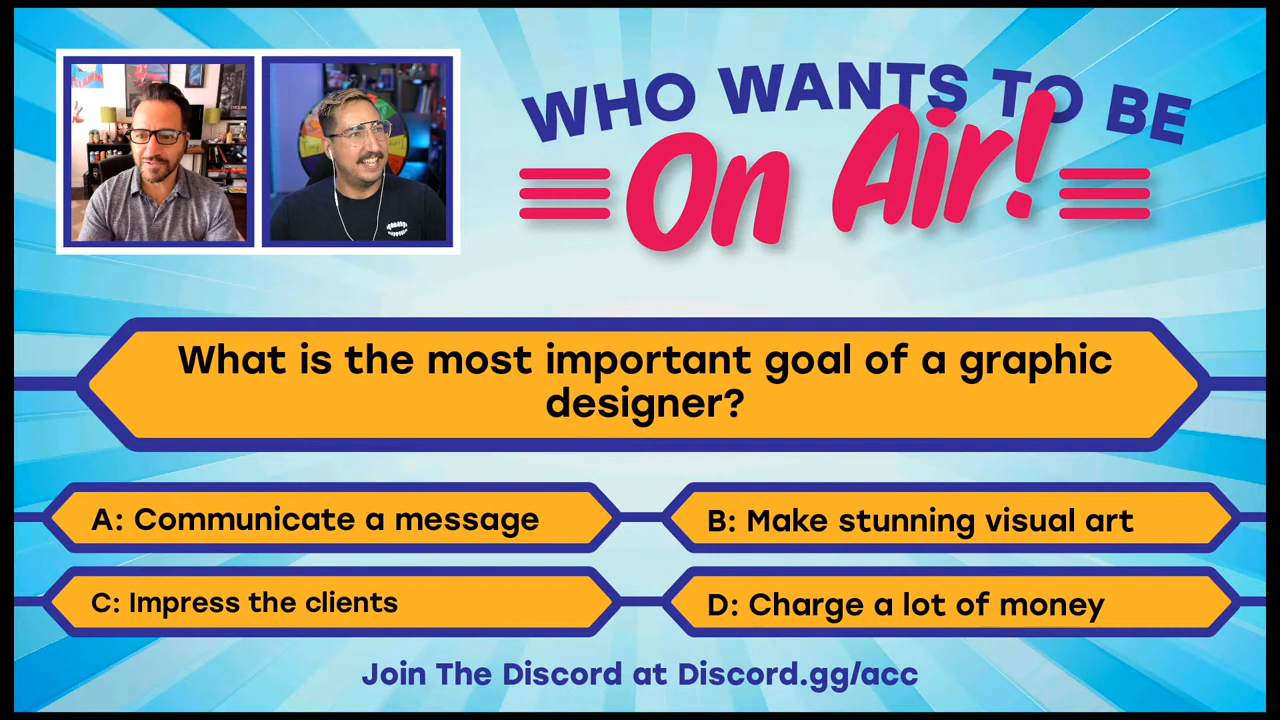 WHO WANTS TO BE
On Air!
What is the most important goal of a graphic
designer?
A: Communicate a message
B: Make stunning visual art
C: Impress the clients
D: Charge a lot of money
Join The Discord at Discord.gg/acc